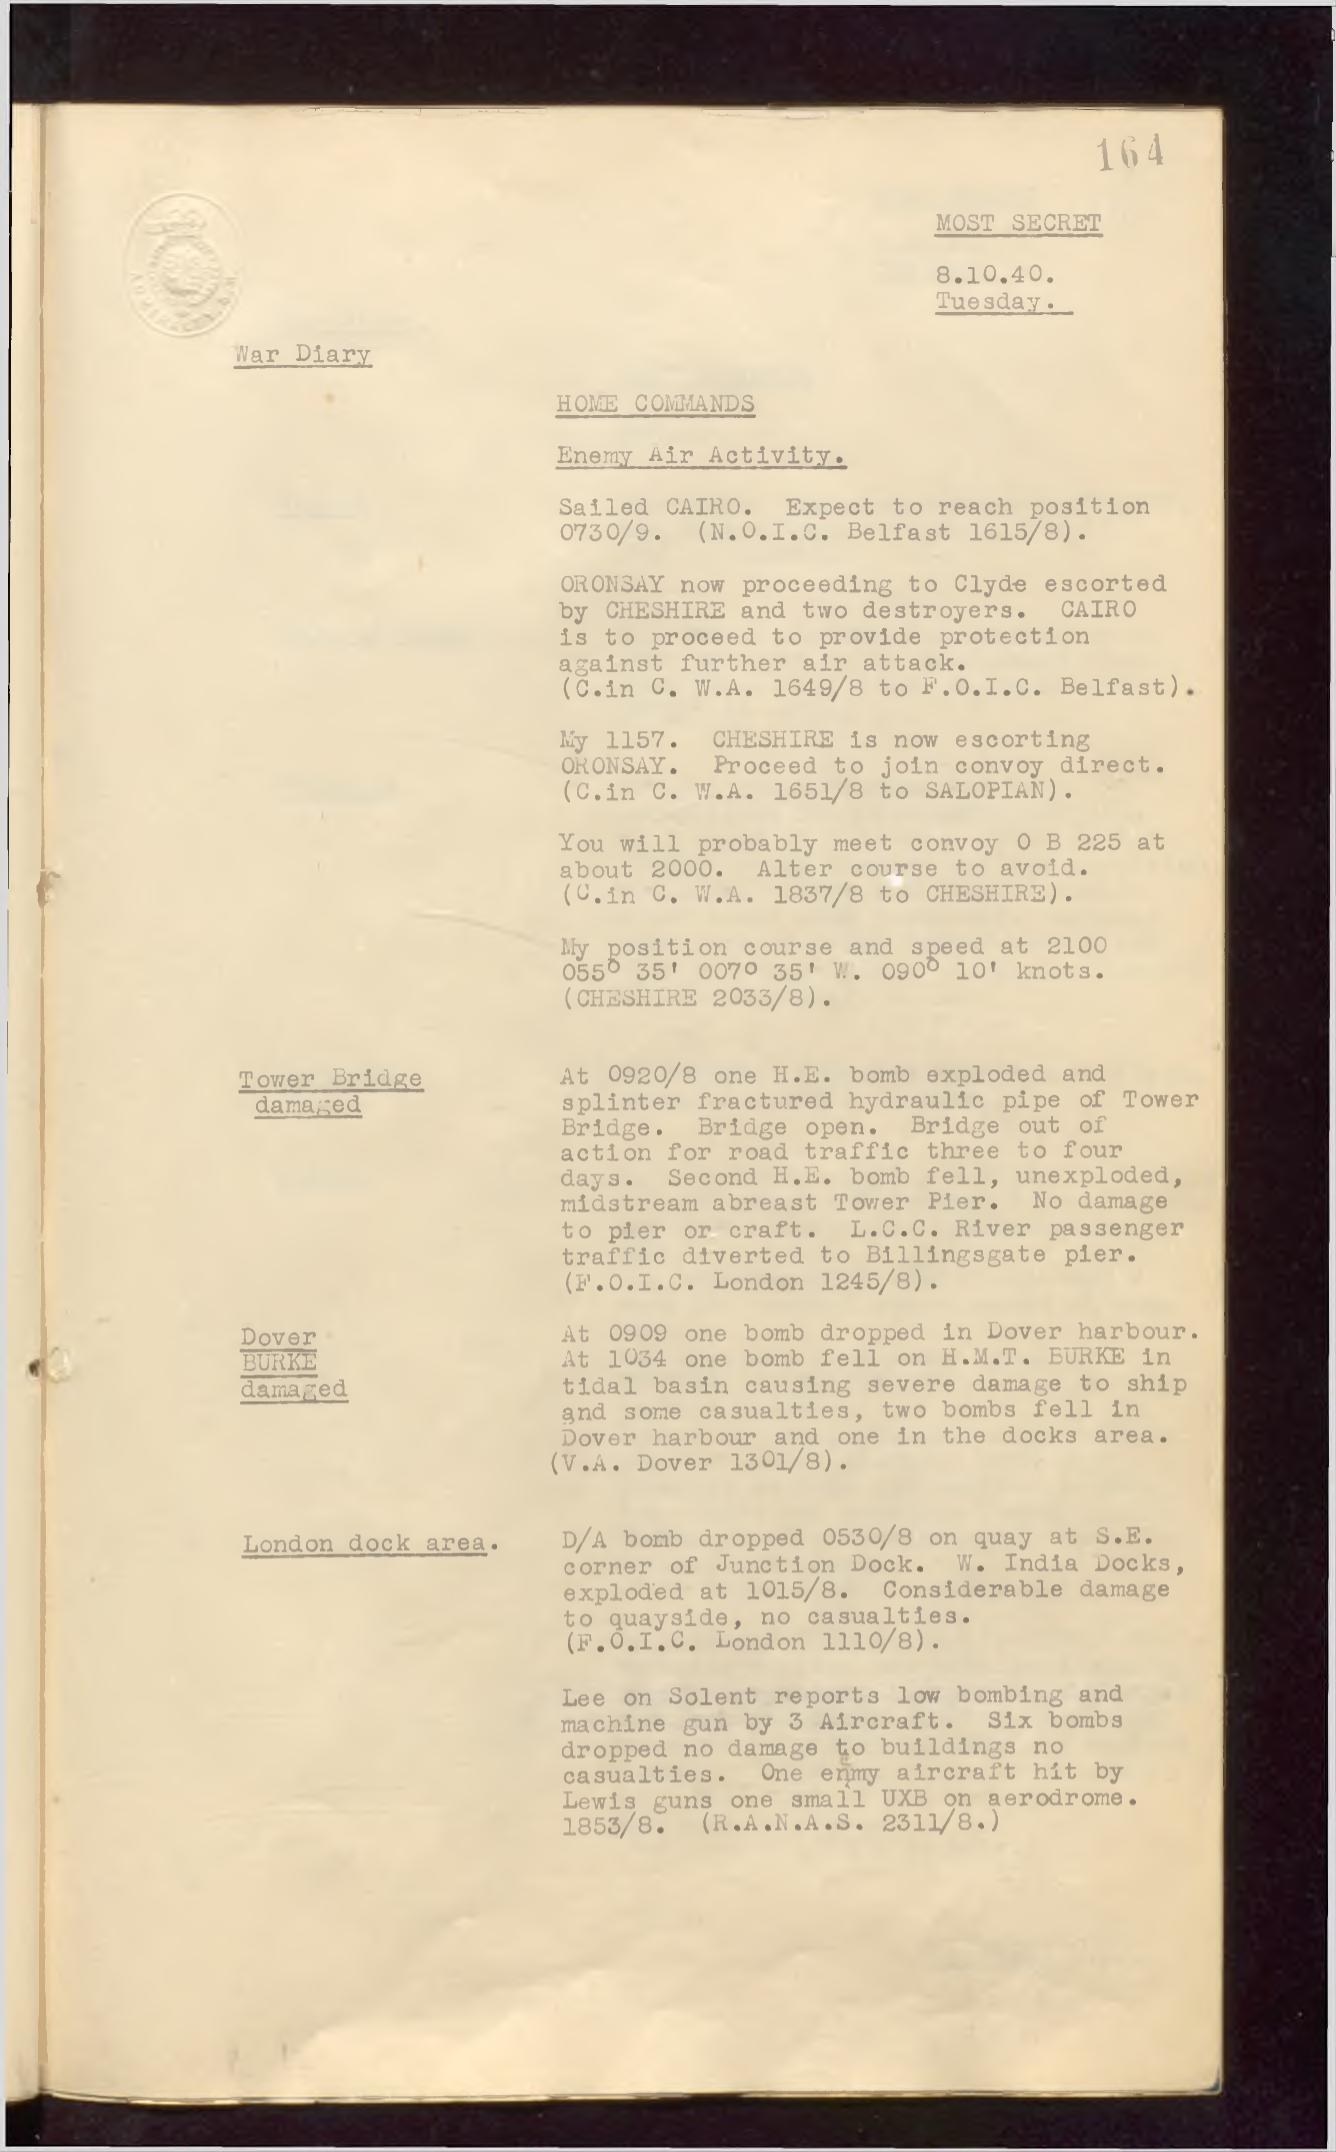 164
MOST SECRET
8.10.40.
Tuesday.
War Diary
HOME COMMANDS
Enemy Air Activity.
Sailed CAIRO. Expect to reach position
0730/9. (N.O.I.C. Belfast 1615/8).
ORONSAY now proceeding to Clyde escorted
by CHESHIRE and two destroyers. CAIRO
is to proceed to provide protection
against further air attack.
(C.in C. W.A. 1649/8 to F.O.I.C. Belfast).
My 1157. CHESHIRE is now escorting
ORONSAY. Proceed to join convoy direct.
(C.in C. W.A. 1651/8 to SALOPIAN).
You will probably meet convoy O B 225 at
about 2000. Alter course to avoid.
(C.in C. W.A. 1837/8 to CHESHIRE).
My position course and speed at 2100
055° 35' 007° 35' W. 090° 10' knots.
(CHESHIRE 2033/8).
Tower Bridge
damaged
At 0920/8 one H.E. bomb exploded and
splinter fractured hydraulic pipe of Tower
Bridge. Bridge open. Bridge out of
action for road traffic three to four
days. Second H.E. bomb fell, unexploded,
midstream abreast Tower Pier. No damage
to pier or craft. L.C.C. River passenger
traffic diverted to Billingsgate pier.
(F.O.I.C. London 1245/8).
Dover
BURKE
damaged
At 0909 one bomb dropped in Dover harbour.
At 1034 one bomb fell on H.M.T. BURKE in
tidal basin causing severe damage to ship
and some casualties, two bombs fell in
Dover harbour and one in the docks area.
(V.A. Dover 1301/8).
London dock area.
D/A bomb dropped 0530/8 on quay at S.E.
corner of Junction Dock. W. India Docks,
exploded at 1015/8. Considerable damage
to quayside, no casualties.
(F.O.I.C. London 1110/8).
Lee on Solent reports low bombing and
machine gun by 3 Aircraft. Six bombs
dropped no damage to buildings no
casualties. One enemy aircraft hit by
Lewis guns one small UXB on aerodrome.
1853/8. (R.A.N.A.S. 2311/8.)